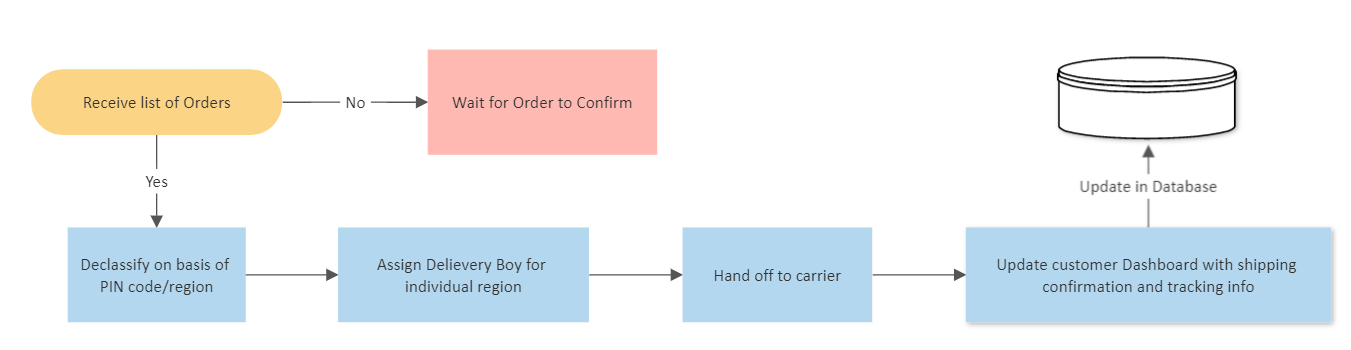 Receive list of Orders
No
Wait for Order to Confirm
Yes
Update in Database
Declassify on basis of
PIN code/region
Assign Delievery Boy for
individual region
Hand off to carrier
Update customer Dashboard with shipping
confirmation and tracking info